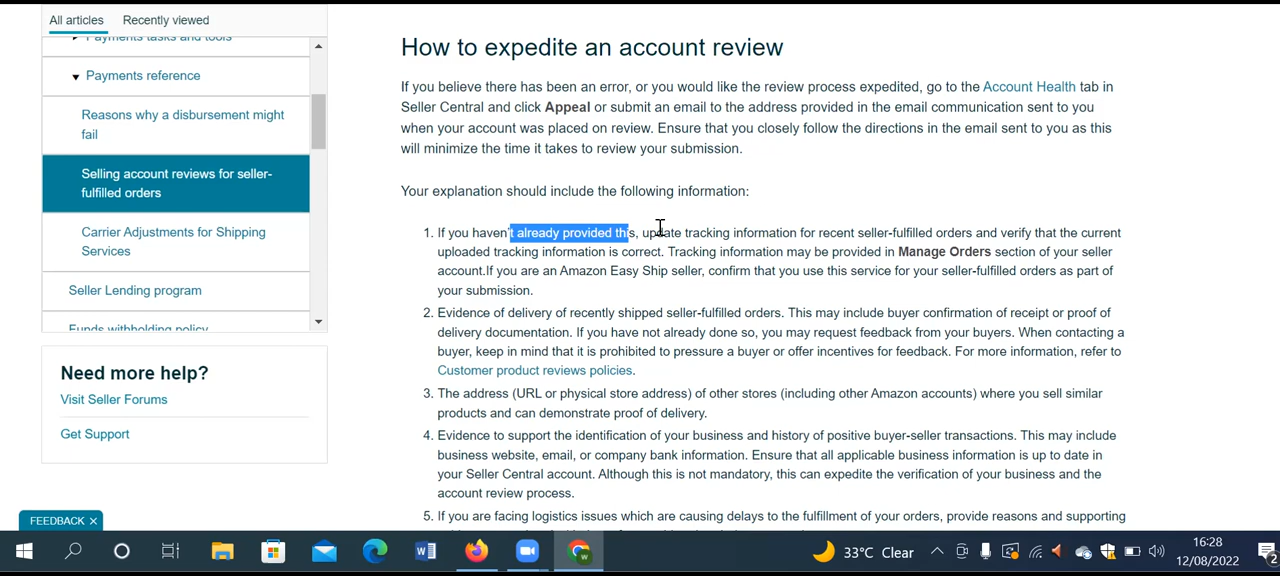 All articles Recently viewed
Payments tasks and tools
Payments reference
Reasons why a disbursement might
fail
Selling account reviews for seller-
fulfilled orders
Carrier Adjustments for Shipping
Services
Seller Lending program
Funds withholding policy
Need more help?
Visit Seller Forums
Get Support
FEEDBACK ×
How to expedite an account review
If you believe there has been an error, or you would like the review process expedited, go to the Account Health tab in
Seller Central and click Appeal or submit an email to the address provided in the email communication sent to you
when your account was placed on review. Ensure that you closely follow the directions in the email sent to you as this
will minimize the time it takes to review your submission.
Your explanation should include the following information:
1. If you haven't already provided this, update tracking information for recent seller-fulfilled orders and verify that the current
uploaded tracking information is correct. Tracking information may be provided in Manage Orders section of your seller
account.If you are an Amazon Easy Ship seller, confirm that you use this service for your seller-fulfilled orders as part of
your submission.
2. Evidence of delivery of recently shipped seller-fulfilled orders. This may include buyer confirmation of receipt or proof of
delivery documentation. If you have not already done so, you may request feedback from your buyers. When contacting a
buyer, keep in mind that it is prohibited to pressure a buyer or offer incentives for feedback. For more information, refer to
Customer product reviews policies.
3. The address (URL or physical store address) of other stores (including other Amazon accounts) where you sell similar
products and can demonstrate proof of delivery.
4. Evidence to support the identification of your business and history of positive buyer-seller transactions. This may include
business website, email, or company bank information. Ensure that all applicable business information is up to date in
your Seller Central account. Although this is not mandatory, this can expedite the verification of your business and the
account review process.
5. If you are facing logistics issues which are causing delays to the fulfillment of your orders, provide reasons and supporting
33°C Clear
16:28
12/08/2022
2